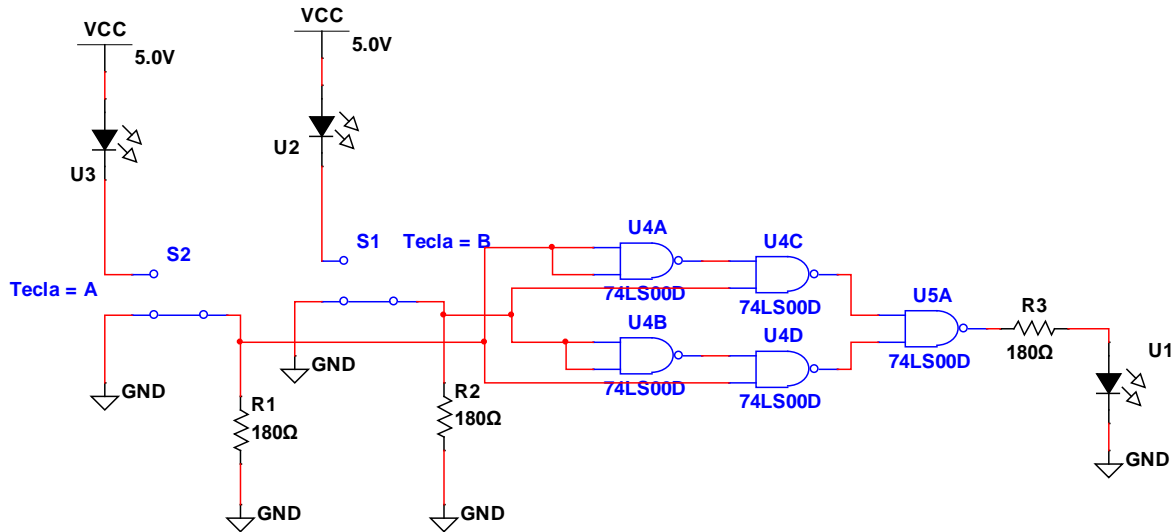 VCC
5.0V
U3
VCC
5.0V
U2
S2
Tecla = A
S1
Tecla = B
GND
GND
R1
180Ω
GND
R2
180Ω
GND
U4A
74LS00D
U4C
74LS00D
U4B
74LS00D
U4D
74LS00D
U5A
74LS00D
R3
180Ω
U1
GND